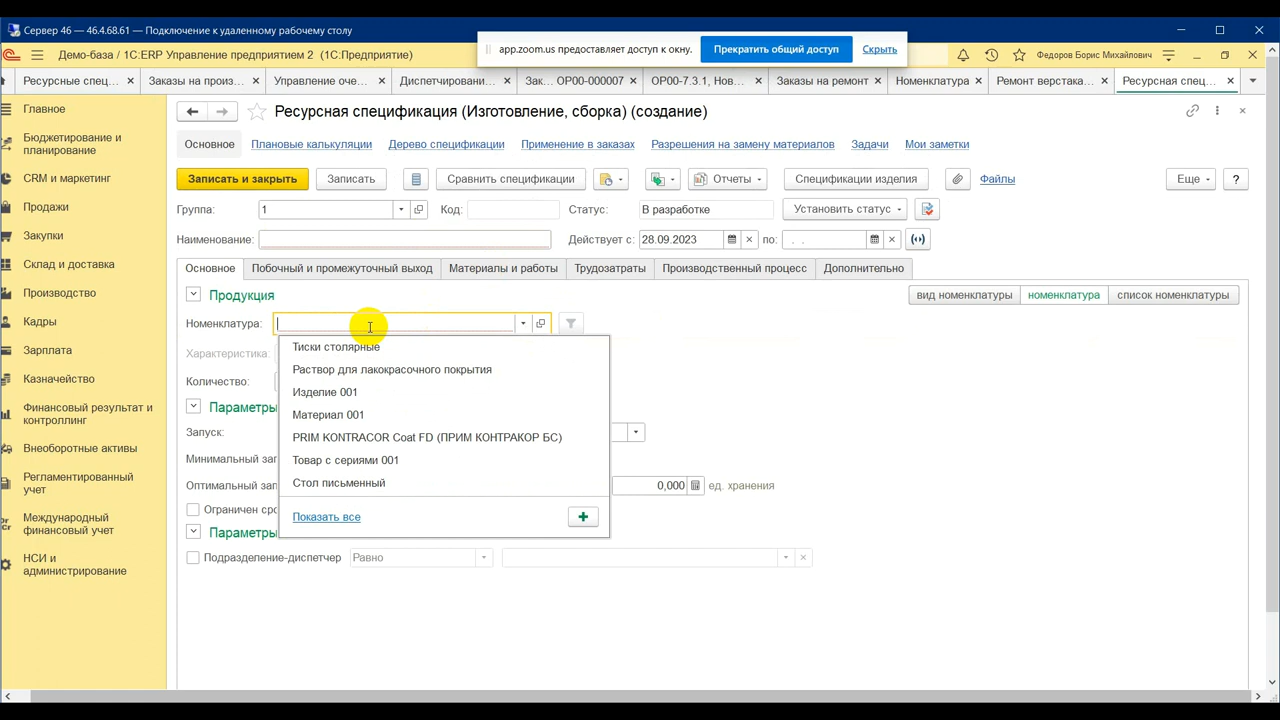 Сервер 46 — 46.4.68.61 — Подключение к удаленному рабочему столу
app.zoom.us предоставляет доступ к окну. Прекратить общий доступ Скрыть
Демо-база / 1С:ERP Управление предприятием 2 (1С:Предприятие) Федоров Борис Михайлович
Ресурсные спец... Заказы на произ... Управление оче... Диспетчировани... Зак... ОР00-000007 ОР00-7.3.1, Нов... Заказы на ремонт Номенклатура Ремонт верстака... Ресурсная спец...
Главное
Бюджетирование и
планирование
CRM и маркетинг
Продажи
Закупки
Склад и доставка
Производство
Кадры
Зарплата
Казначейство
Финансовый результат и
контроллинг
Внеоборотные активы
Регламентированный
учет
Международный
финансовый учет
НСИ и
администрирование
Ресурсная спецификация (Изготовление, сборка) (создание)
Основное Плановые калькуляции Дерево спецификации Применение в заказах Разрешения на замену материалов Задачи Мои заметки
Записать и закрыть Записать Сравнить спецификации Отчеты Спецификации изделия Файлы Еще ?
Группа: 1 Код: Статус: В разработке Установить статус
Наименование: Действует с: 28.09.2023 по: . .
Основное Побочный и промежуточный выход Материалы и работы Трудозатраты Производственный процесс Дополнительно
Продукция вид номенклатуры номенклатура список номенклатуры
Номенклатура:
Характеристика:
Количество:
Параметры
Запуск:
Минимальный зап
Оптимальный зап 0,000 ед. хранения
Ограничен сро
Параметры
Подразделение-диспетчер Равно
Тиски столярные
Раствор для лакокрасочного покрытия
Изделие 001
Материал 001
PRIM KONTRACOR Coat FD (ПРИМ КОНТРАКОР БС)
Товар с сериями 001
Стол письменный
Показать все